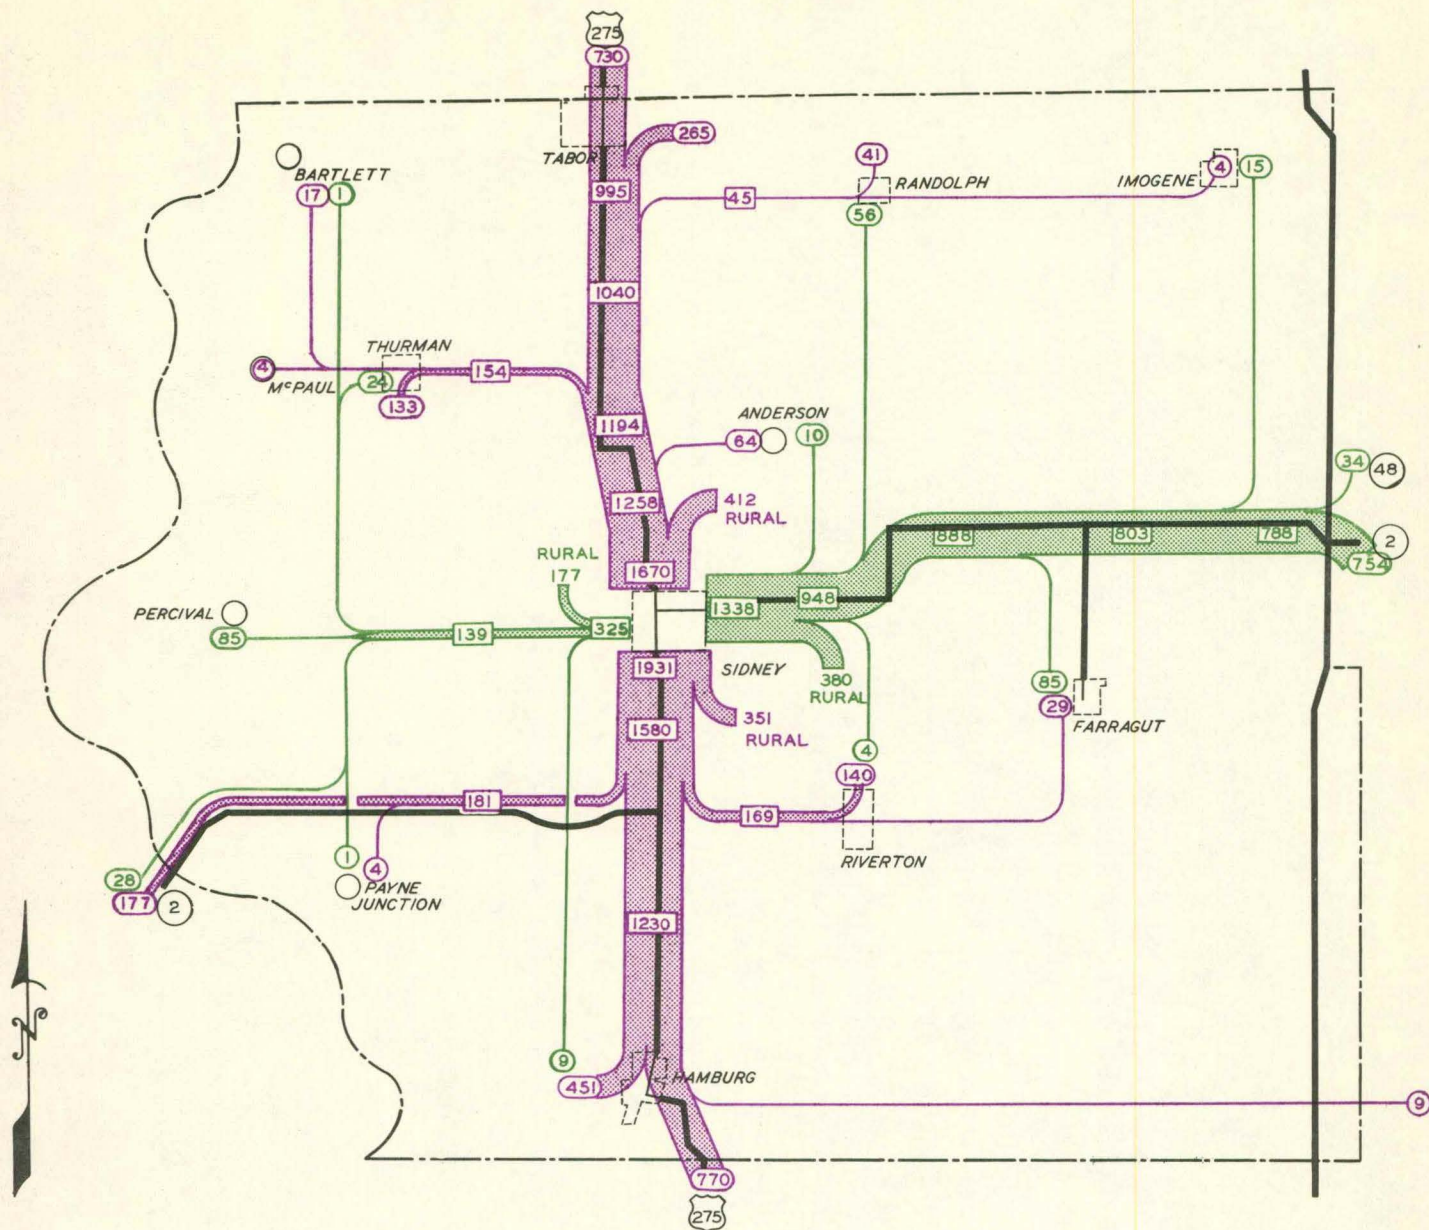 275
730
265
TABOR
41
RANDOLPH
IMOGENE
4
15
BARTLETT
17
1
995
45
56
1040
THURMAN
4
McPAUL
24
154
133
1194
ANDERSON
64
10
34
48
1258
412
RURAL
888
803
788
2
754
RURAL
177
1670
PERCIVAL
85
139
325
1338
948
1931
SIDNEY
380
RURAL
85
29
FARRAGUT
1580
351
RURAL
4
140
181
169
RIVERTON
1
4
28
177
2
PAYNE
JUNCTION
1230
N
9
451
HAMBURG
9
770
275